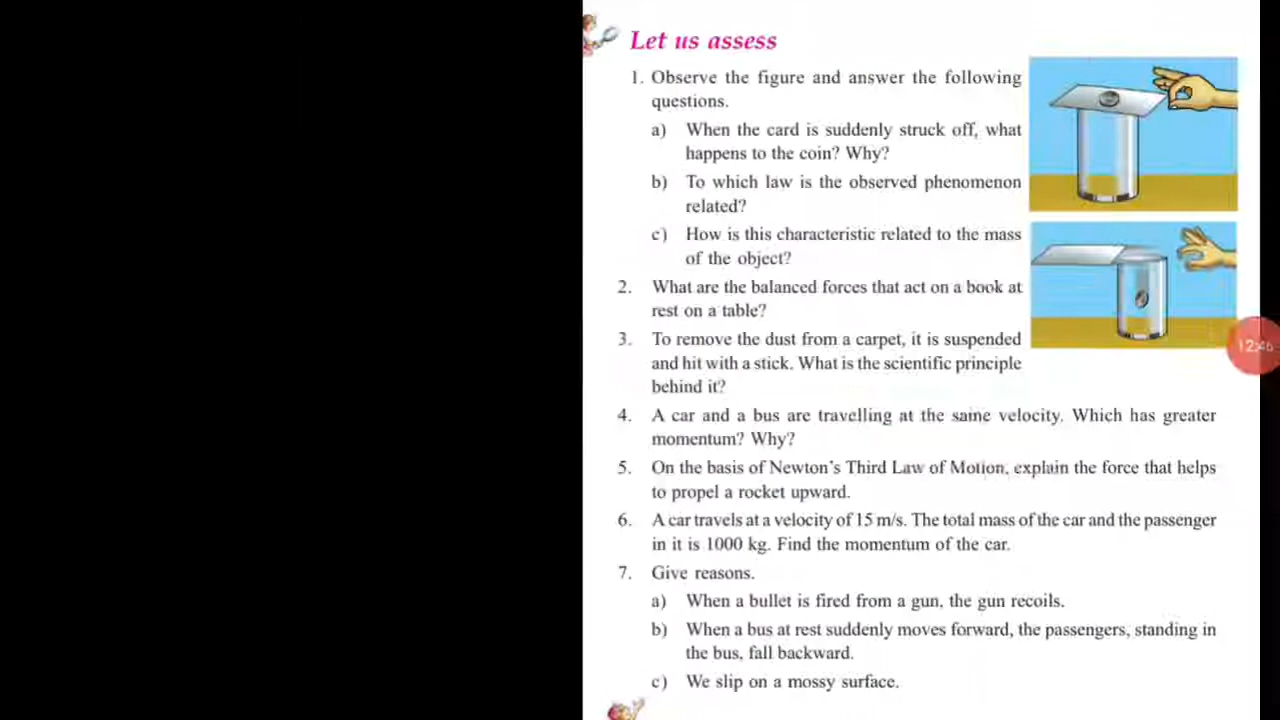 Let us assess
1. Observe the figure and answer the following
questions.
a) When the card is suddenly struck off, what
happens to the coin? Why?
b) To which law is the observed phenomenon
related?
c) How is this characteristic related to the mass
of the object?
2. What are the balanced forces that act on a book at
rest on a table?
3. To remove the dust from a carpet, it is suspended
and hit with a stick. What is the scientific principle
behind it?
12:46
4. A car and a bus are travelling at the same velocity. Which has greater
momentum? Why?
5. On the basis of Newton's Third Law of Motion, explain the force that helps
to propel a rocket upward.
6. A car travels at a velocity of 15 m/s. The total mass of the car and the passenger
in it is 1000 kg. Find the momentum of the car.
7. Give reasons.
a) When a bullet is fired from a gun, the gun recoils.
b) When a bus at rest suddenly moves forward, the passengers, standing in
the bus, fall backward.
c) We slip on a mossy surface.